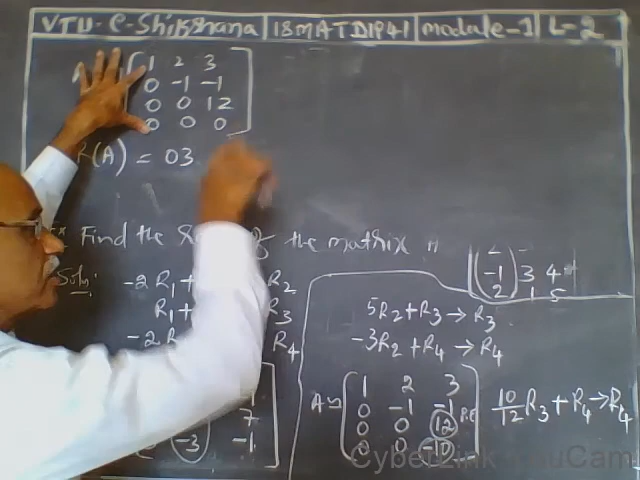 VTU-e-Shikshana 18MATDIP41 module-1 L-2
1 2 3
0 -1 -1
0 0 12
0 0 0
(A) = 03
Find the of the matrix
-1 3 4
2 1 5
Soln: -2R1+ R2
R1+ R3
-2R R4
5R2+R3→R3
-3R2+R4→R4
7
-3 -1
A~ 1 2 3
0 -1 -1
0 0 12
0 0 -10
10/12 R3+R4→R4
CyberLink YouCam